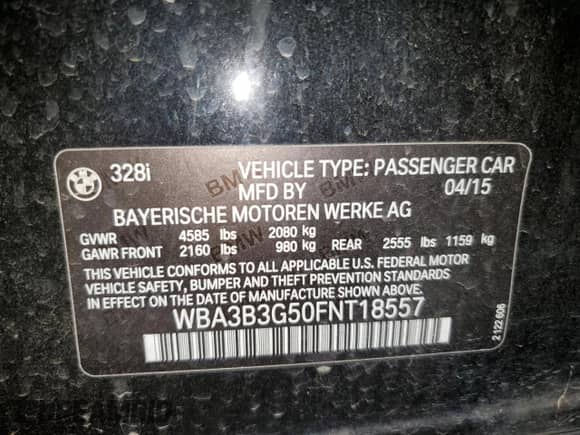 328i VEHICLE TYPE: PASSENGER CAR
MFD BY 04/15
BAYERISCHE MOTOREN WERKE AG
GVWR 4585 lbs 2080 kg
GAWR FRONT 2160 lbs 980 kg REAR 2555 lbs 1159 kg
THIS VEHICLE CONFORMS TO ALL APPLICABLE U.S. FEDERAL MOTOR
VEHICLE SAFETY, BUMPER AND THEFT PREVENTION STANDARDS
IN EFFECT ON THE DATE OF MANUFACTURE SHOWN ABOVE.
WBA3B3G50FNT18557
2 122 606